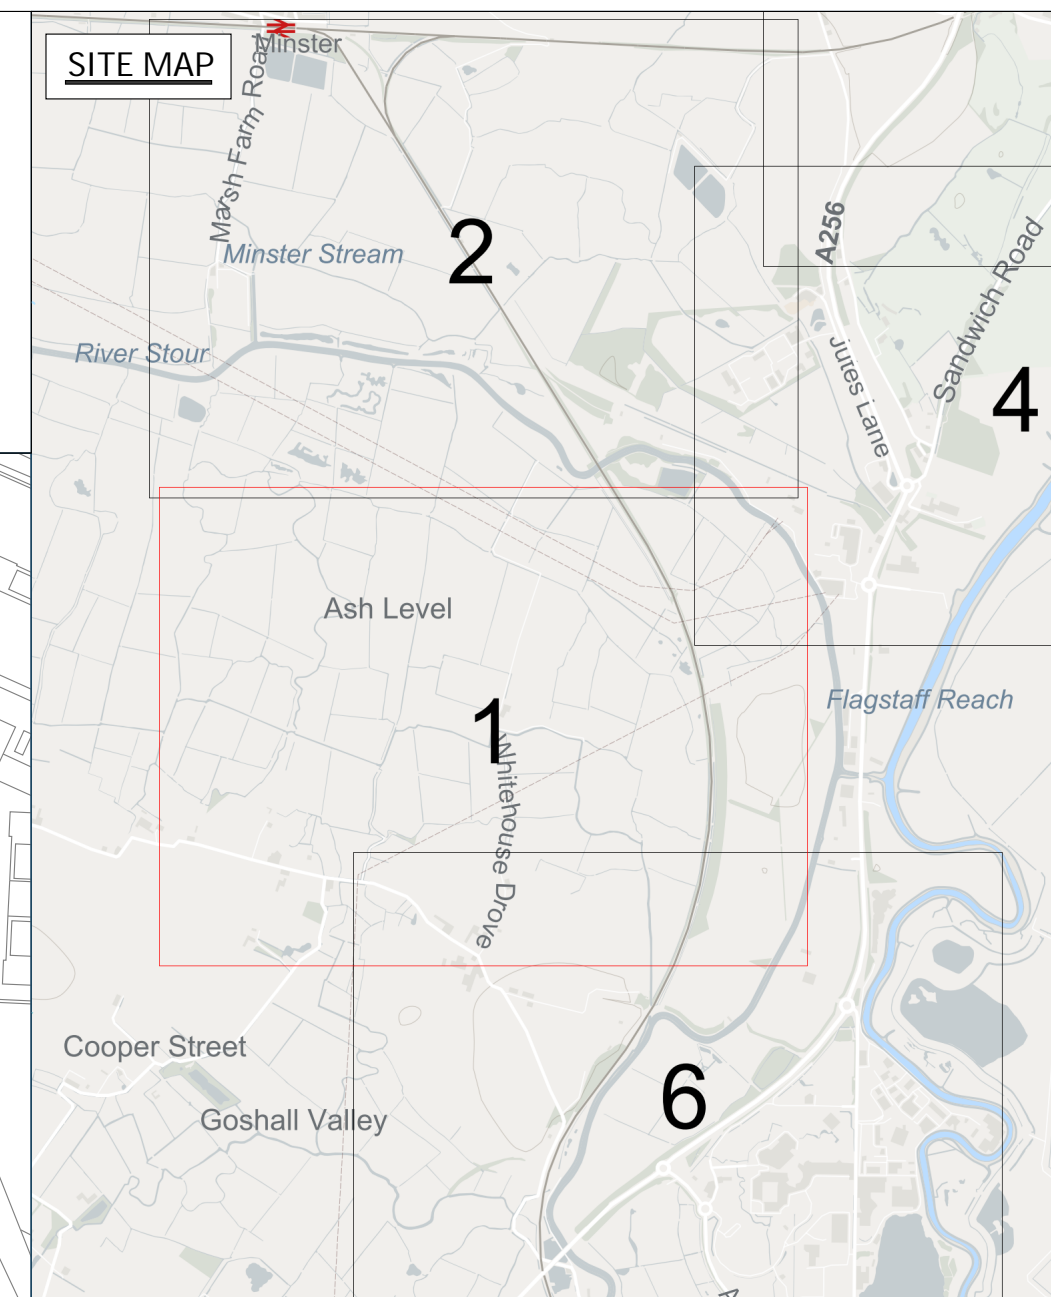 SITE MAP
Minster
Marsh Farm Road
2
A256
Minster Stream
Sandwich Road
River Stour
Jutes Lane
4
Ash Level
1
Flagstaff Reach
Whitehouse Drove
Cooper Street
6
Goshall Valley